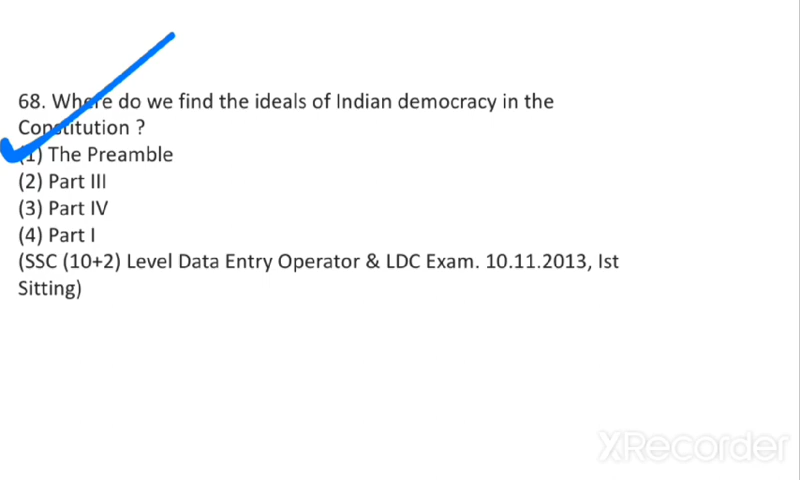 68. Where do we find the ideals of Indian democracy in the
Constitution ?
(1) The Preamble
(2) Part III
(3) Part IV
(4) Part I
(SSC (10+2) Level Data Entry Operator & LDC Exam. 10.11.2013, Ist
Sitting)
XRecorder